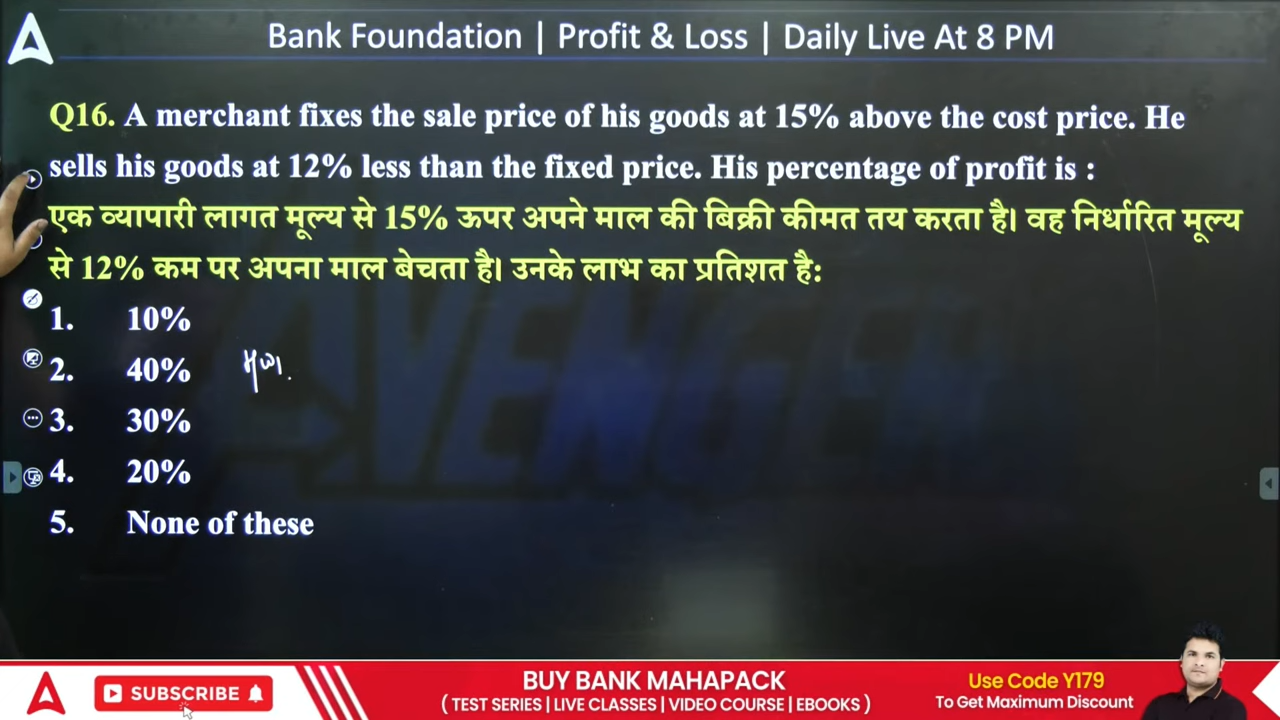 Bank Foundation | Profit & Loss | Daily Live At 8 PM
Q16. A merchant fixes the sale price of his goods at 15% above the cost price. He
sells his goods at 12% less than the fixed price. His percentage of profit is :
एक व्यापारी लागत मूल्य से 15% ऊपर अपने माल की बिक्री कीमत तय करता है। वह निर्धारित मूल्य
से 12% कम पर अपना माल बेचता है। उनके लाभ का प्रतिशत है:
1. 10%
2. 40%
3. 30%
4. 20%
5. None of these
AVENGER
SUBSCRIBE
BUY BANK MAHAPACK
( TEST SERIES | LIVE CLASSES | VIDEO COURSE | EBOOKS )
Use Code Y179
To Get Maximum Discount